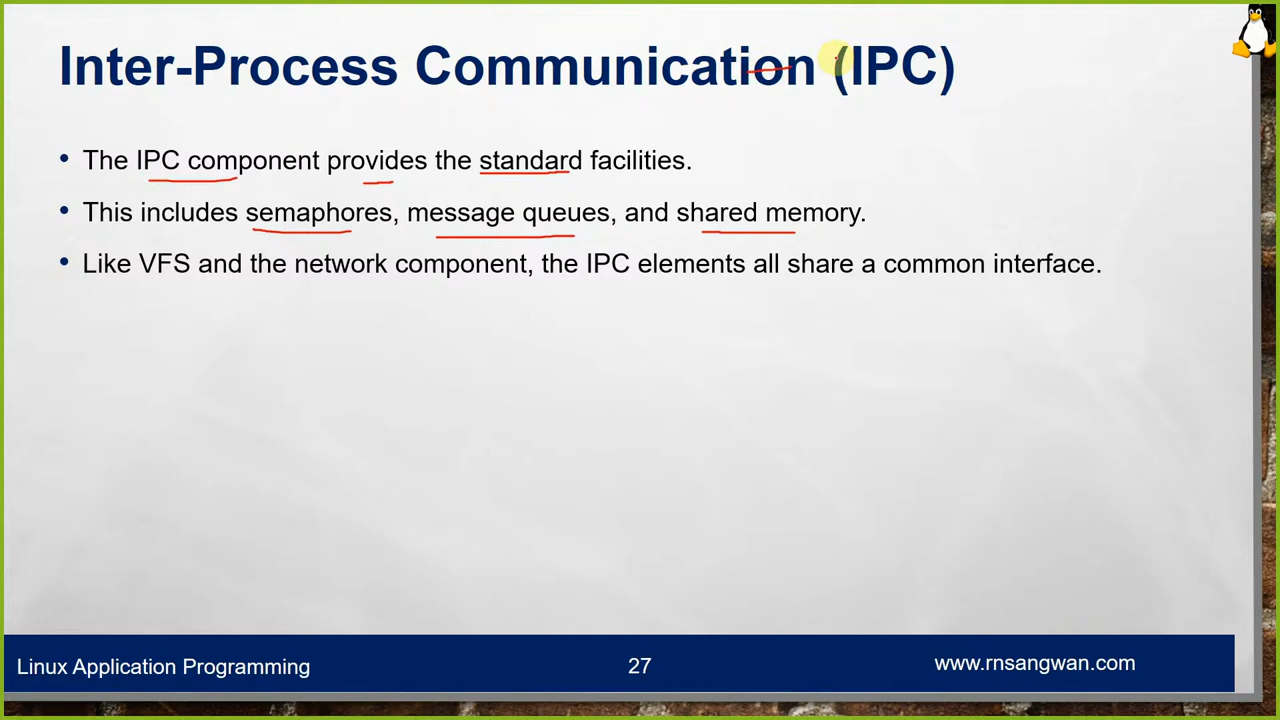 Inter-Process Communication (IPC)
• The IPC component provides the standard facilities.
• This includes semaphores, message queues, and shared memory.
• Like VFS and the network component, the IPC elements all share a common interface.
Linux Application Programming
27
www.rnsangwan.com